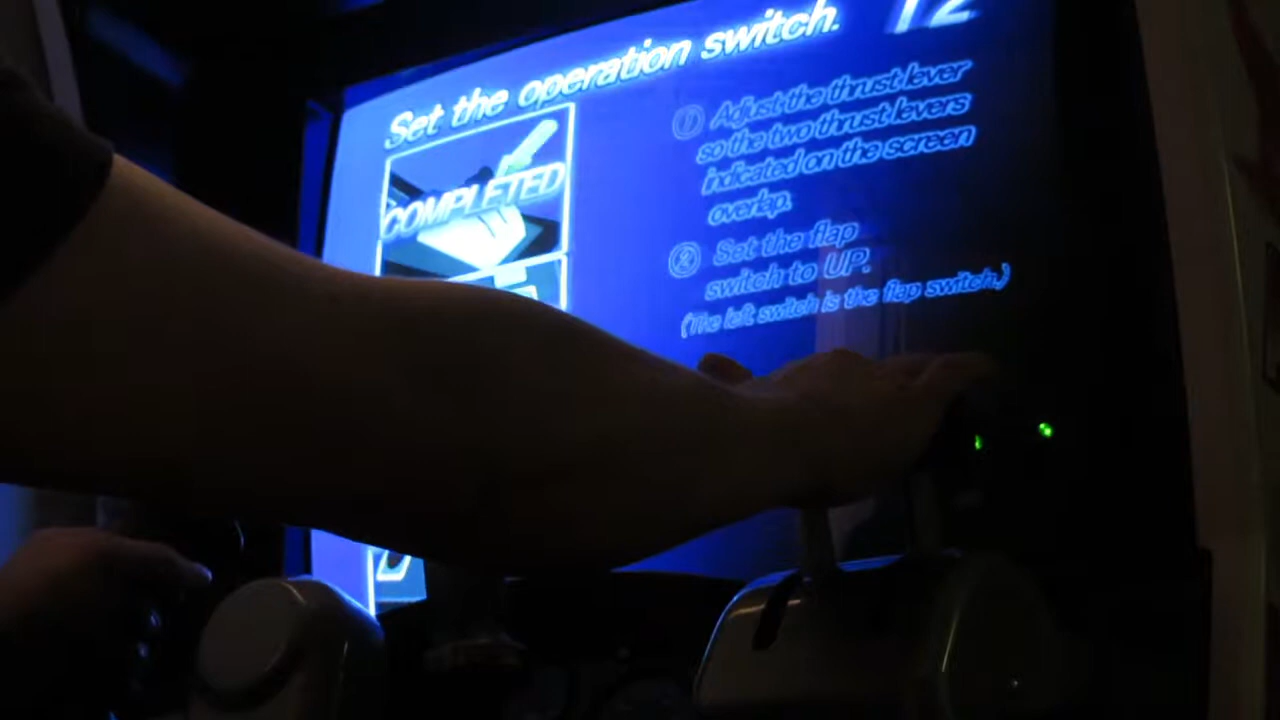 Set the operation switch.
12
COMPLETED
① Adjust the thrust lever
so the two thrust levers
indicated on the screen
overlap.
② Set the flap
switch to UP.
(The left switch is the flap switch.)